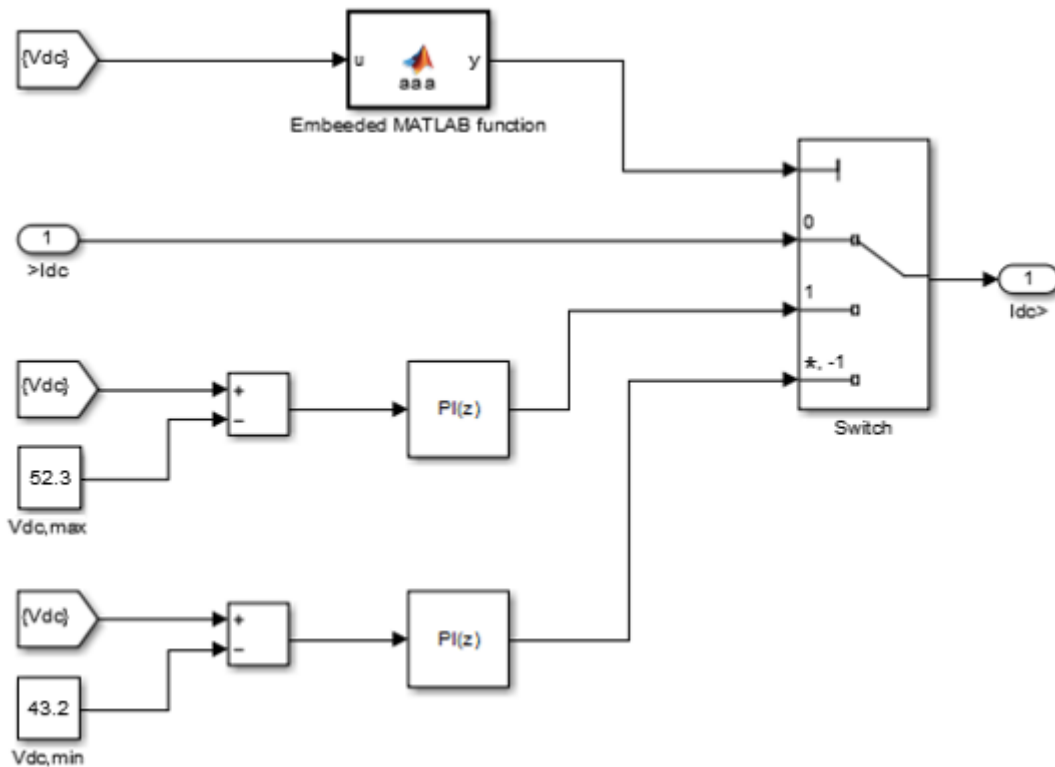 {Vdc}
u
y
aaa
Embeeded MATLAB function
1
>Idc
0
1
*, -1
Switch
1
Idc>
{Vdc}
+
−
PI(z)
52.3
Vdc,max
{Vdc}
+
−
PI(z)
43.2
Vdc,min